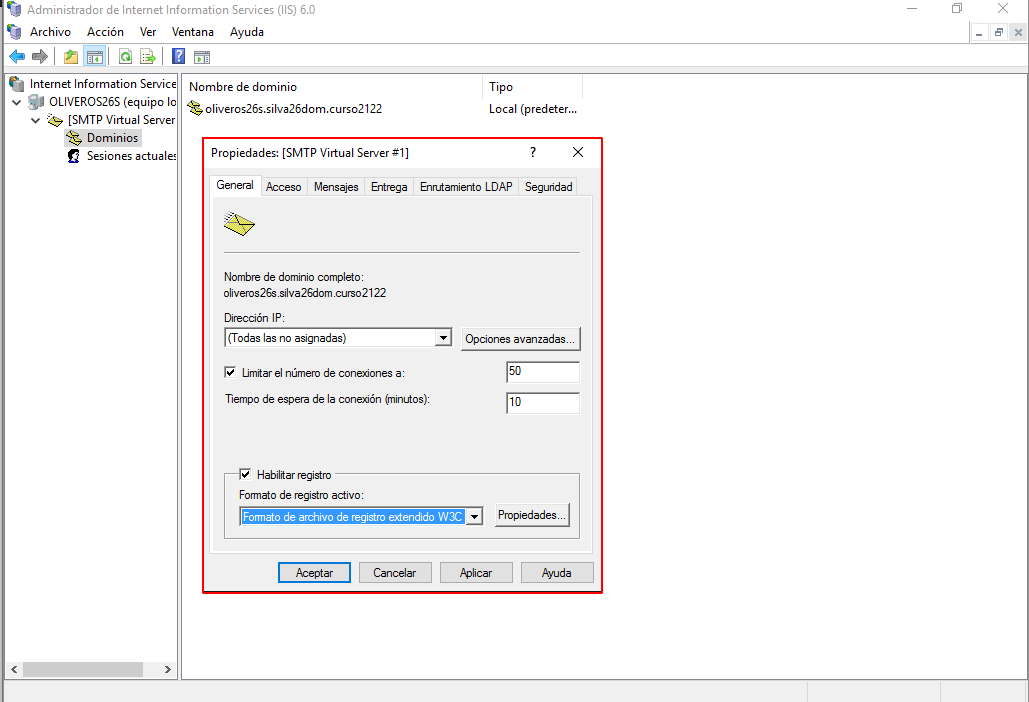 Administrador de Internet Information Services (IIS) 6.0
Archivo Acción Ver Ventana Ayuda
Internet Information Service
OLIVEROS26S (equipo lo
[SMTP Virtual Server
Dominios
Sesiones actuales
Nombre de dominio Tipo
oliveros26s.silva26dom.curso2122 Local (predeter...
Propiedades: [SMTP Virtual Server #1] ?
General Acceso Mensajes Entrega Enrutamiento LDAP Seguridad
Nombre de dominio completo:
oliveros26s.silva26dom.curso2122
Dirección IP:
(Todas las no asignadas) Opciones avanzadas...
Limitar el número de conexiones a: 50
Tiempo de espera de la conexión (minutos): 10
Habilitar registro
Formato de registro activo:
Formato de archivo de registro extendido W3C Propiedades...
Aceptar Cancelar Aplicar Ayuda